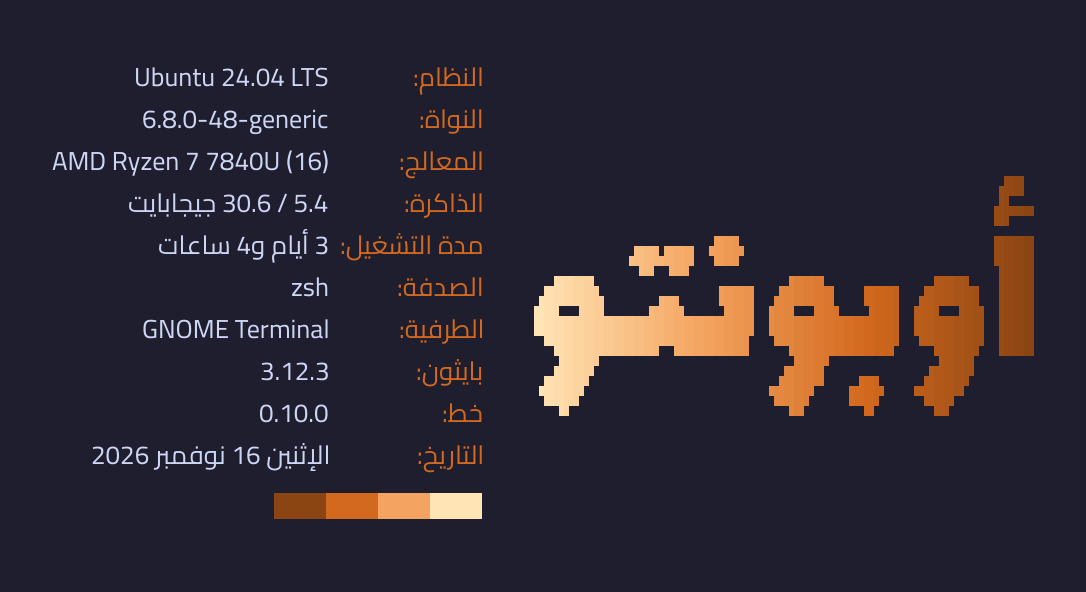 أوبونتو
النظام: Ubuntu 24.04 LTS
النواة: 6.8.0-48-generic
المعالج: AMD Ryzen 7 7840U (16)
الذاكرة: 5.4 / 30.6 جيجابايت
مدة التشغيل: 3 أيام و4 ساعات
الصدفة: zsh
الطرفية: GNOME Terminal
بايثون: 3.12.3
خط: 0.10.0
التاريخ: الإثنين 16 نوفمبر 2026